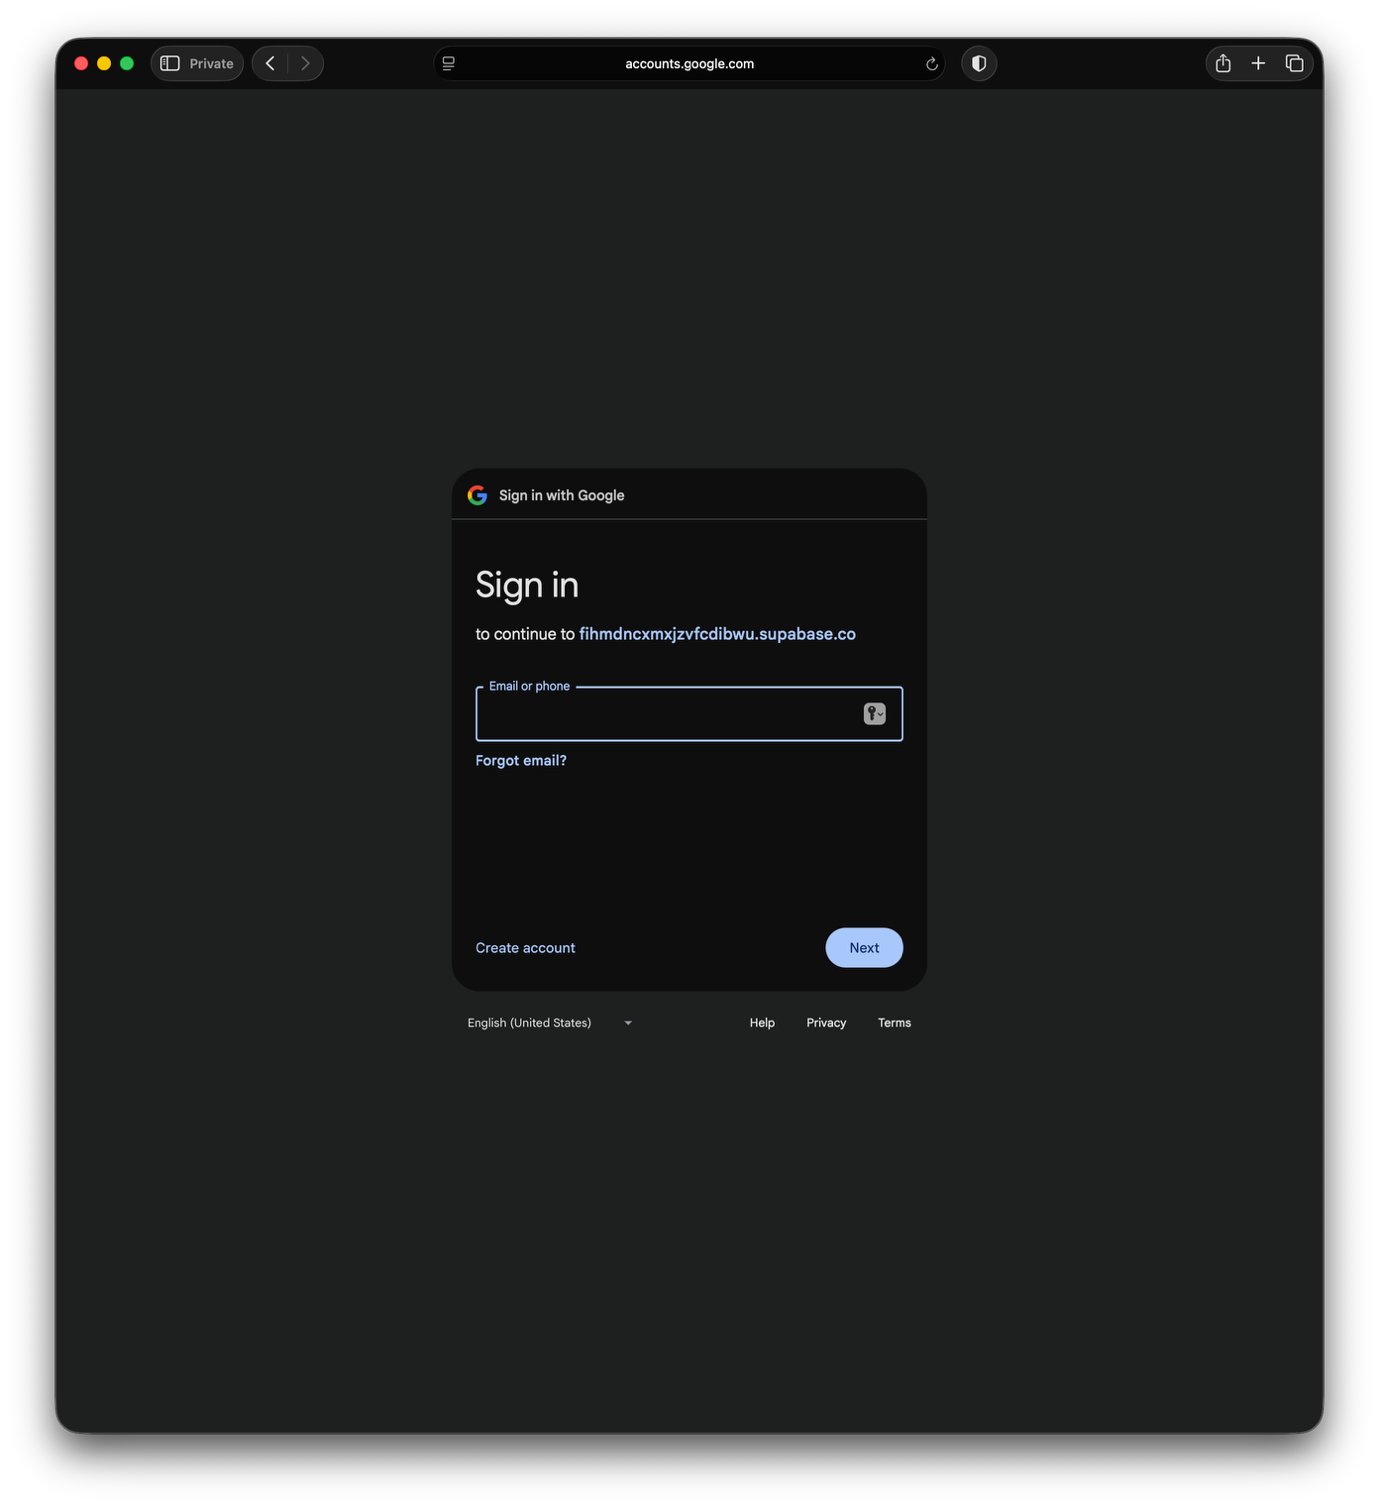 Private
accounts.google.com
Sign in with Google
Sign in
to continue to fihmdncxmxjzvfcdibwu.supabase.co
Email or phone
Forgot email?
Create account
Next
English (United States)
Help
Privacy
Terms